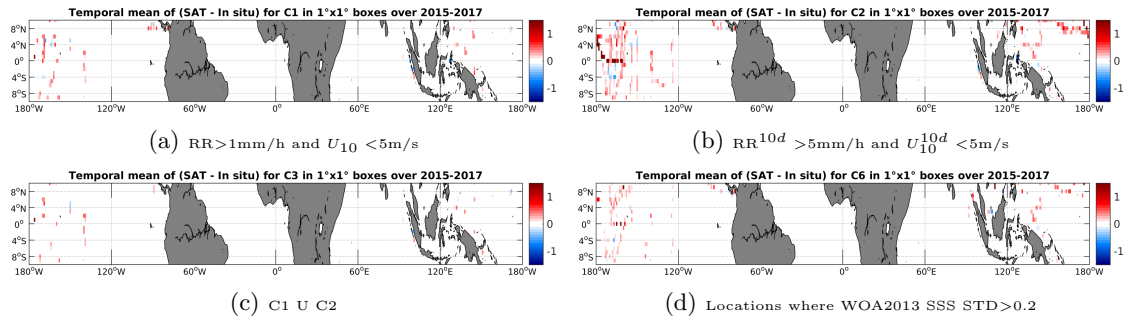 Temporal mean of (SAT - In situ) for C1 in 1°x1° boxes over 2015-2017
8°N
4°N
0°
4°S
8°S
180°W 120°W 60°W 0° 60°E 120°E 180°W
1
0
-1
(a) RR>1mm/h and U10 <5m/s
Temporal mean of (SAT - In situ) for C2 in 1°x1° boxes over 2015-2017
8°N
4°N
0°
4°S
8°S
180°W 120°W 60°W 0° 60°E 120°E 180°W
1
0
-1
(b) RR^10d >5mm/h and U10^10d <5m/s
Temporal mean of (SAT - In situ) for C3 in 1°x1° boxes over 2015-2017
8°N
4°N
0°
4°S
8°S
180°W 120°W 60°W 0° 60°E 120°E 180°W
1
0
-1
(c) C1 U C2
Temporal mean of (SAT - In situ) for C6 in 1°x1° boxes over 2015-2017
8°N
4°N
0°
4°S
8°S
180°W 120°W 60°W 0° 60°E 120°E 180°W
1
0
-1
(d) Locations where WOA2013 SSS STD>0.2